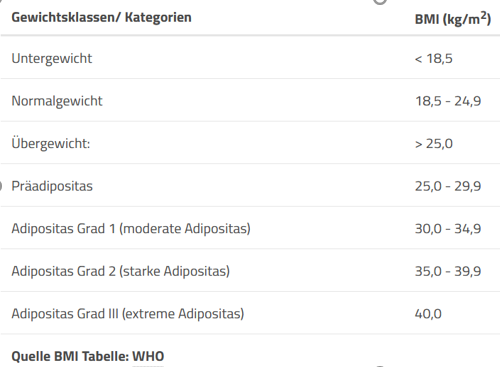 Gewichtsklassen/ Kategorien BMI (kg/m²)
Untergewicht < 18,5
Normalgewicht 18,5 - 24,9
Übergewicht: > 25,0
Präadipositas 25,0 - 29,9
Adipositas Grad 1 (moderate Adipositas) 30,0 - 34,9
Adipositas Grad 2 (starke Adipositas) 35,0 - 39,9
Adipositas Grad III (extreme Adipositas) 40,0
Quelle BMI Tabelle: WHO